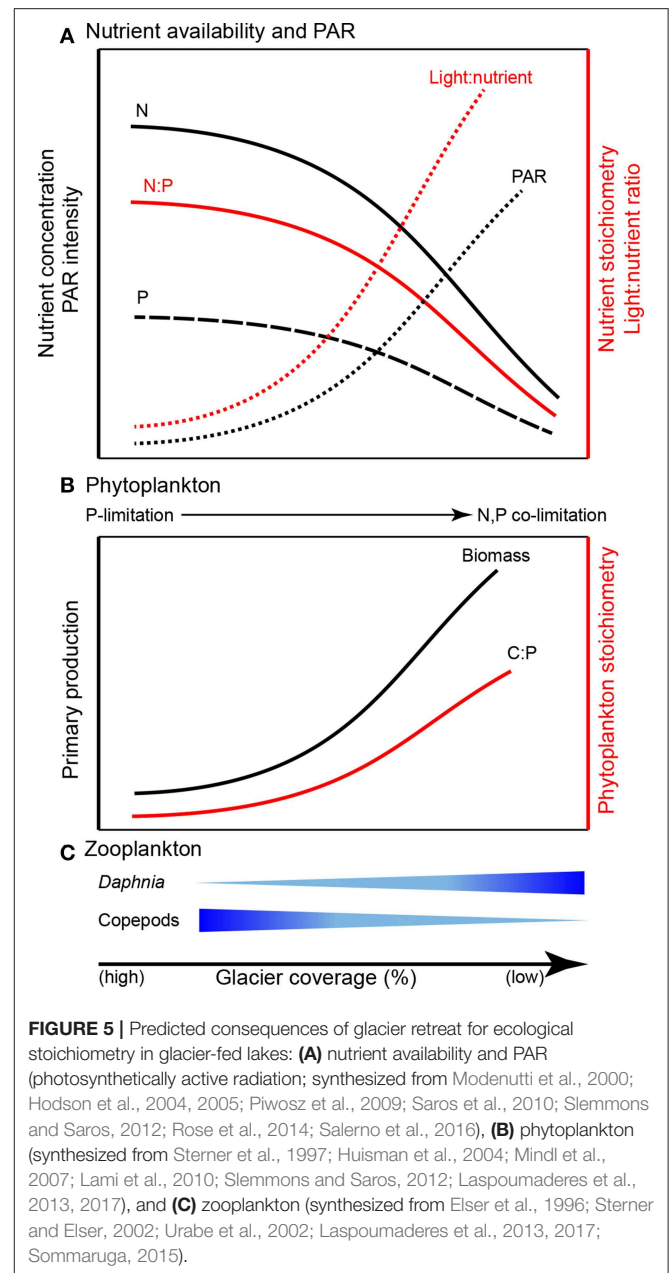 A Nutrient availability and PAR
Light:nutrient
N
PAR
N:P
P
Nutrient concentration
PAR intensity
Nutrient stoichiometry
Light:nutrient ratio
B Phytoplankton
P-limitation N,P co-limitation
Biomass
C:P
Primary production
Phytoplankton stoichiometry
C Zooplankton
Daphnia
Copepods
(high) Glacier coverage (%) (low)
FIGURE 5 | Predicted consequences of glacier retreat for ecological
stoichiometry in glacier-fed lakes: (A) nutrient availability and PAR
(photosynthetically active radiation; synthesized from Modenutti et al., 2000;
Hodson et al., 2004, 2005; Piwosz et al., 2009; Saros et al., 2010; Slemmons
and Saros, 2012; Rose et al., 2014; Salerno et al., 2016), (B) phytoplankton
(synthesized from Sterner et al., 1997; Huisman et al., 2004; Mindl et al.,
2007; Lami et al., 2010; Slemmons and Saros, 2012; Laspoumaderes et al.,
2013, 2017), and (C) zooplankton (synthesized from Elser et al., 1996; Sterner
and Elser, 2002; Urabe et al., 2002; Laspoumaderes et al., 2013, 2017;
Sommaruga, 2015).